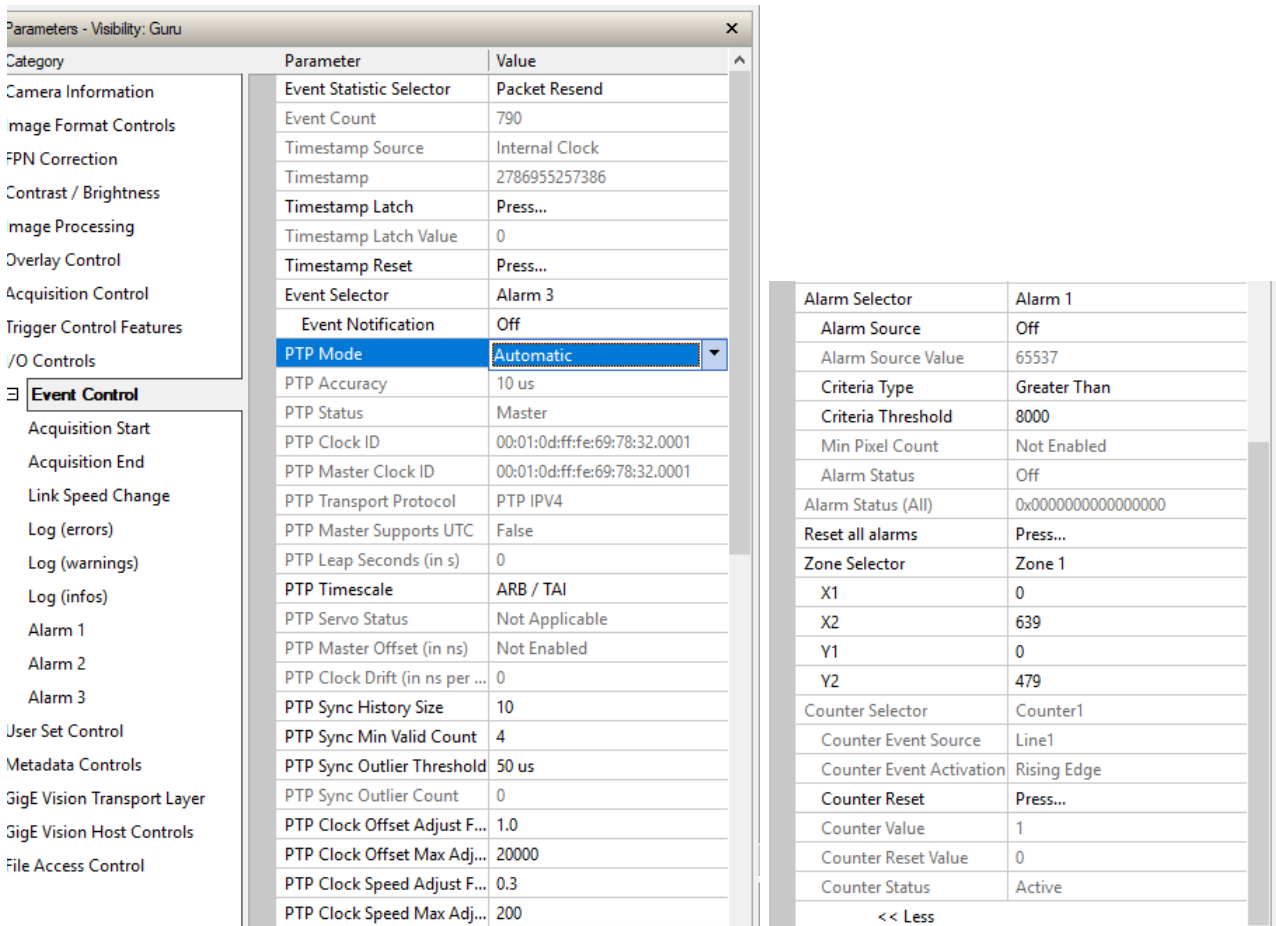 Parameters - Visibility: Guru
Category
Camera Information
Image Format Controls
FPN Correction
Contrast / Brightness
Image Processing
Overlay Control
Acquisition Control
Trigger Control Features
I/O Controls
Event Control
Acquisition Start
Acquisition End
Link Speed Change
Log (errors)
Log (warnings)
Log (infos)
Alarm 1
Alarm 2
Alarm 3
User Set Control
Metadata Controls
GigE Vision Transport Layer
GigE Vision Host Controls
File Access Control
Parameter Value
Event Statistic Selector Packet Resend
Event Count 790
Timestamp Source Internal Clock
Timestamp 2786955257386
Timestamp Latch Press...
Timestamp Latch Value 0
Timestamp Reset Press...
Event Selector Alarm 3
Event Notification Off
PTP Mode Automatic
PTP Accuracy 10 us
PTP Status Master
PTP Clock ID 00:01:0d:ff:fe:69:78:32.0001
PTP Master Clock ID 00:01:0d:ff:fe:69:78:32.0001
PTP Transport Protocol PTP IPV4
PTP Master Supports UTC False
PTP Leap Seconds (in s) 0
PTP Timescale ARB / TAI
PTP Servo Status Not Applicable
PTP Master Offset (in ns) Not Enabled
PTP Clock Drift (in ns per ... 0
PTP Sync History Size 10
PTP Sync Min Valid Count 4
PTP Sync Outlier Threshold 50 us
PTP Sync Outlier Count 0
PTP Clock Offset Adjust F... 1.0
PTP Clock Offset Max Adj... 20000
PTP Clock Speed Adjust F... 0.3
PTP Clock Speed Max Adj... 200
Alarm Selector Alarm 1
Alarm Source Off
Alarm Source Value 65537
Criteria Type Greater Than
Criteria Threshold 8000
Min Pixel Count Not Enabled
Alarm Status Off
Alarm Status (All) 0x0000000000000000
Reset all alarms Press...
Zone Selector Zone 1
X1 0
X2 639
Y1 0
Y2 479
Counter Selector Counter1
Counter Event Source Line1
Counter Event Activation Rising Edge
Counter Reset Press...
Counter Value 1
Counter Reset Value 0
Counter Status Active
<< Less